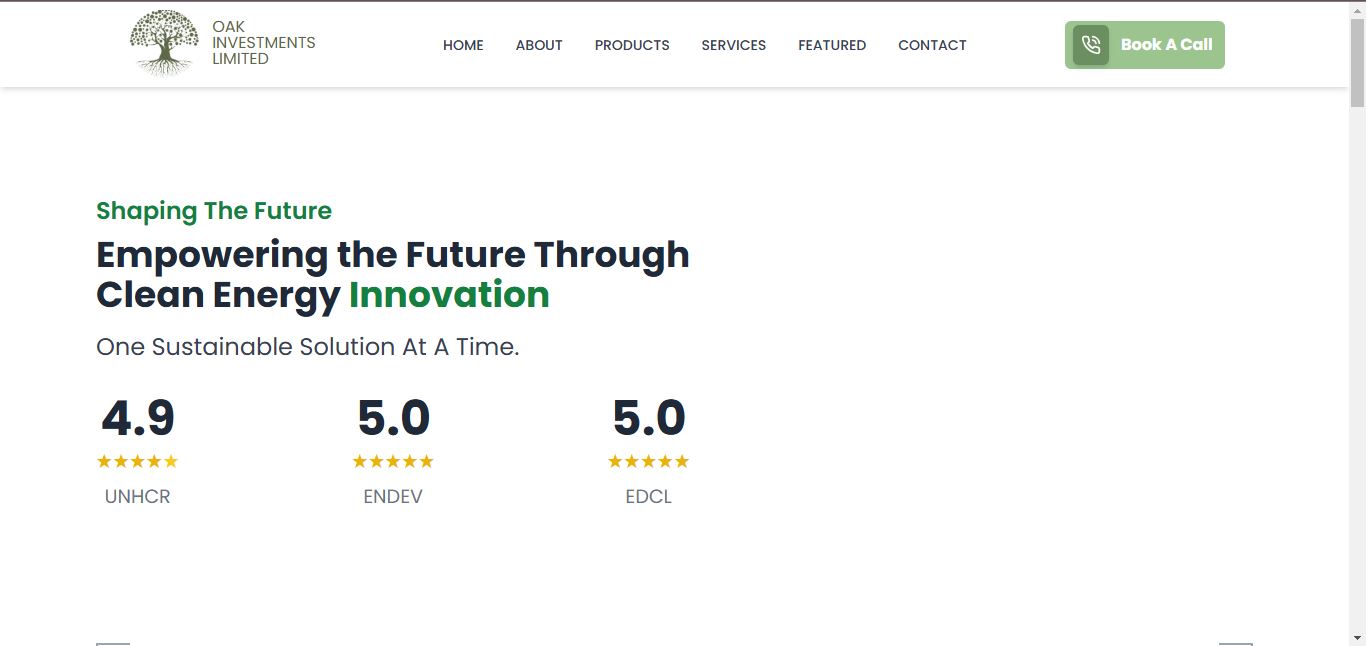 OAK
INVESTMENTS
LIMITED
HOME ABOUT PRODUCTS SERVICES FEATURED CONTACT
Book A Call
Shaping The Future
Empowering the Future Through
Clean Energy Innovation
One Sustainable Solution At A Time.
4.9 5.0 5.0
★★★★★ ★★★★★ ★★★★★
UNHCR ENDEV EDCL